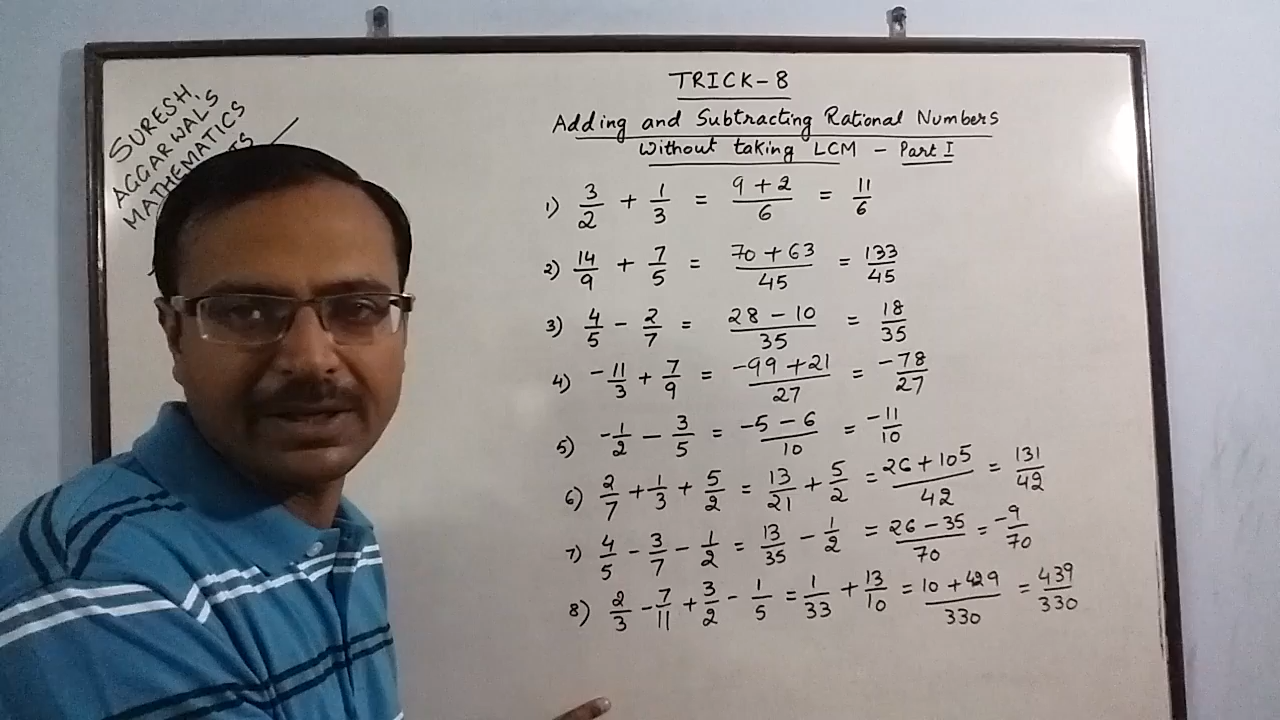 SURESH
AGGARWAL'S
MATHEMATICS
TRICK-8
Adding and Subtracting Rational Numbers
Without taking LCM - Part I
1) 3/2 + 1/3 = (9 + 2)/6 = 11/6
2) 14/9 + 7/5 = (70 + 63)/45 = 133/45
3) 4/5 - 2/7 = (28 - 10)/35 = 18/35
4) -11/3 + 7/9 = (-99 + 21)/27 = -78/27
5) -1/2 - 3/5 = (-5 - 6)/10 = -11/10
6) 2/7 + 1/3 + 5/2 = 13/21 + 5/2 = (26 + 105)/42 = 131/42
7) 4/5 - 3/7 - 1/2 = 13/35 - 1/2 = (26 - 35)/70 = -9/70
8) 2/3 - 7/11 + 3/2 - 1/5 = 1/33 + 13/10 = (10 + 429)/330 = 439/330